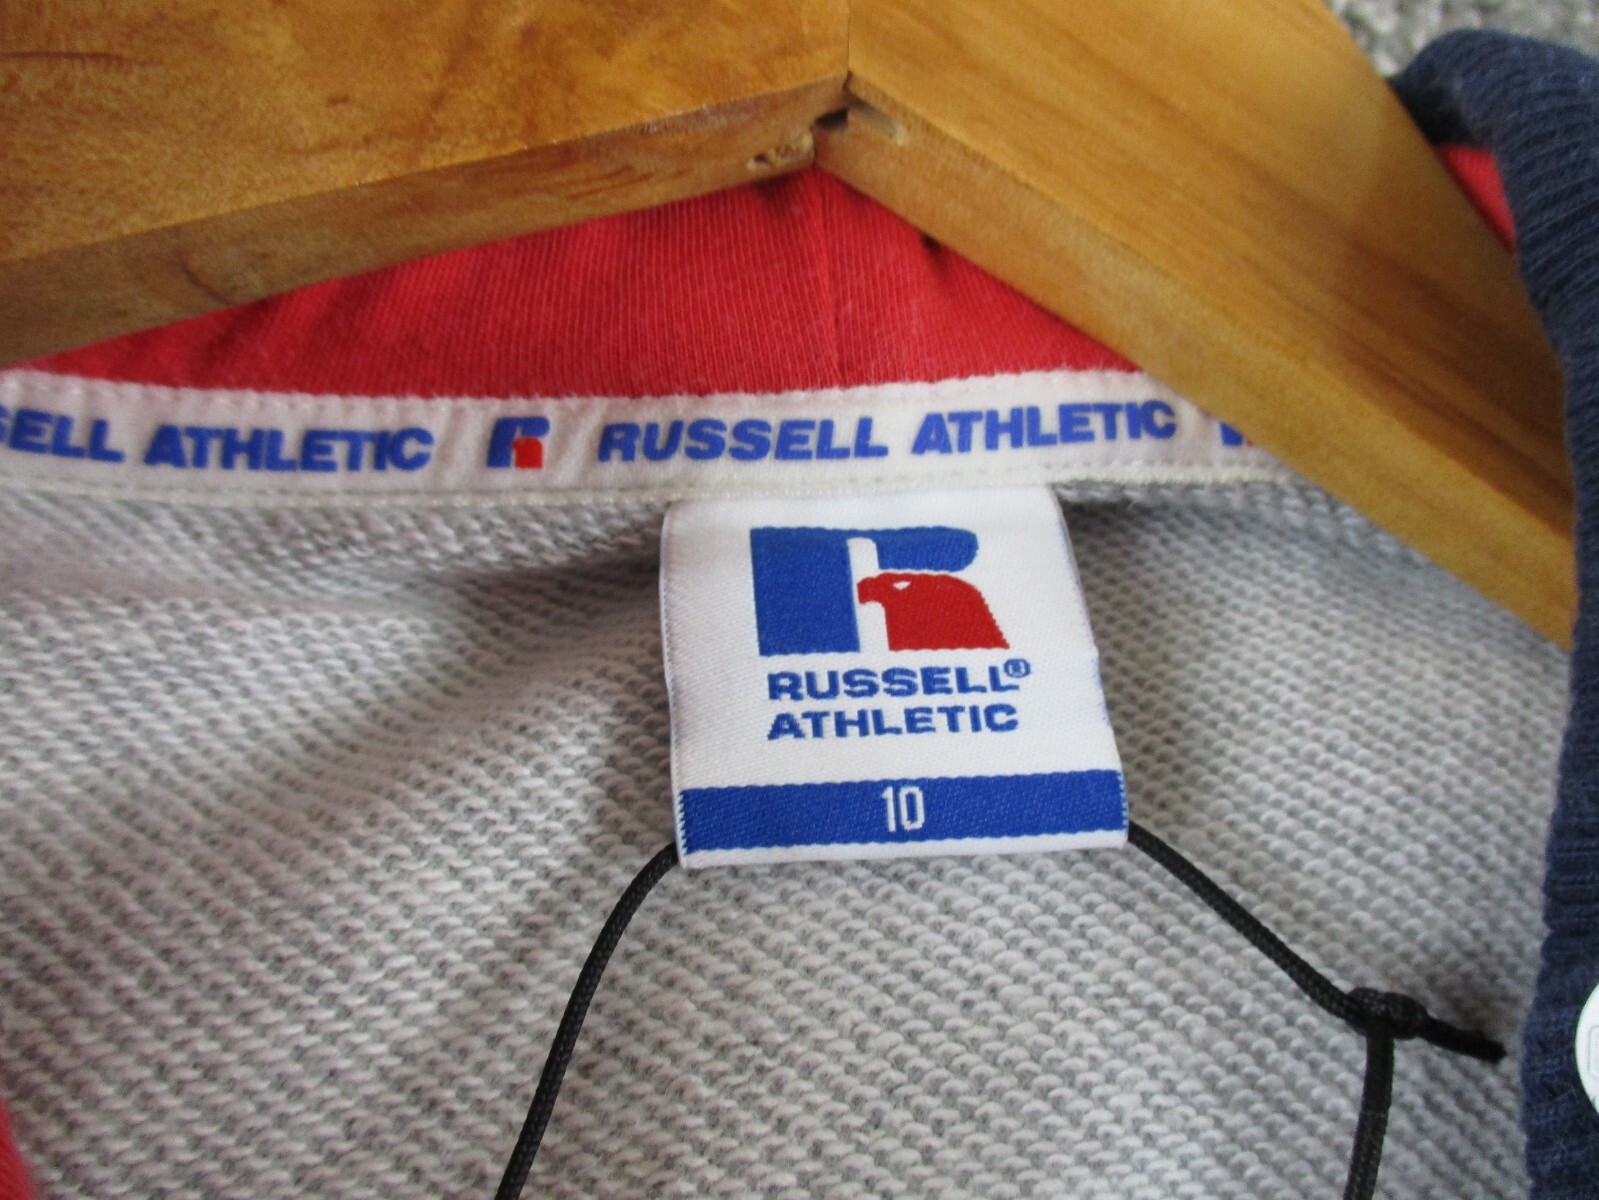 SELL ATHLETIC R RUSSELL ATHLETIC
R
RUSSELL®
ATHLETIC
10